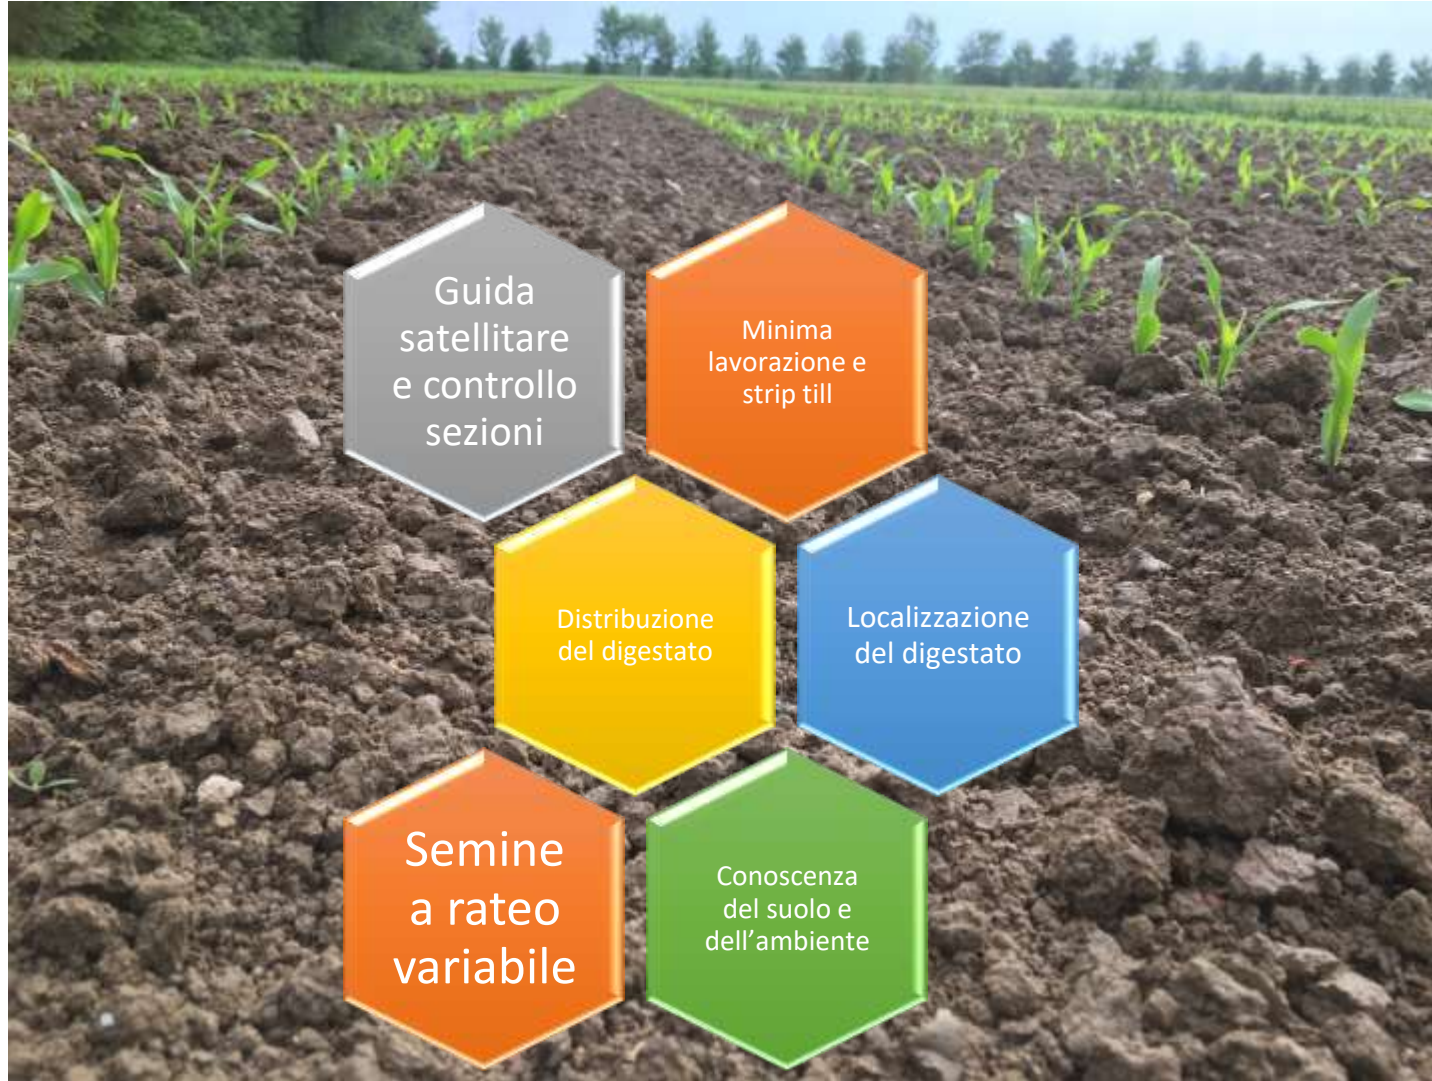 Guida
satellitare
e controllo
sezioni
Minima
lavorazione e
strip till
Distribuzione
del digestato
Localizzazione
del digestato
Semine
a rateo
variabile
Conoscenza
del suolo e
dell’ambiente